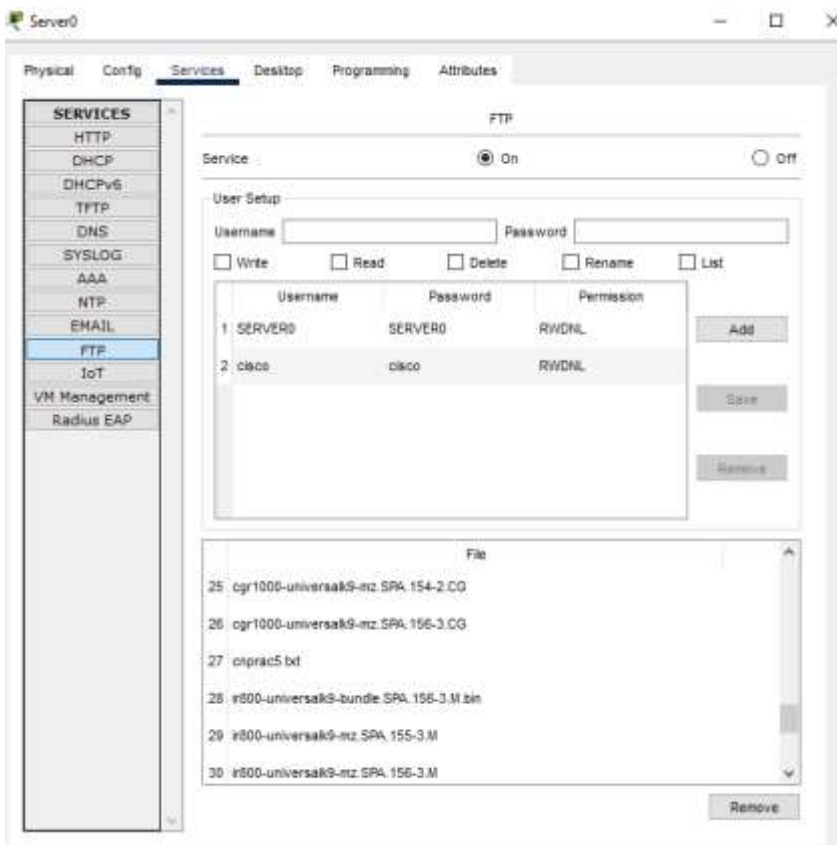 Server0
Physical Config Services Desktop Programming Attributes
SERVICES
HTTP
DHCP
DHCPv6
TFTP
DNS
SYSLOG
AAA
NTP
EMAIL
FTP
IoT
VM Management
Radius EAP
FTP
Service On Off
User Setup
Username Password
Write Read Delete Rename List
Username Password Permission
1 SERVER0 SERVER0 RWDNL
2 cisco cisco RWDNL
Add
Save
Remove
File
25 cgr1000-universalk9-mz.SPA.154-2.CG
26 cgr1000-universalk9-mz.SPA.156-3.CG
27 cnprac5.txt
28 ir800-universalk9-bundle.SPA.156-3.M.bin
29 ir800-universalk9-mz.SPA.155-3.M
30 ir800-universalk9-mz.SPA.156-3.M
Remove